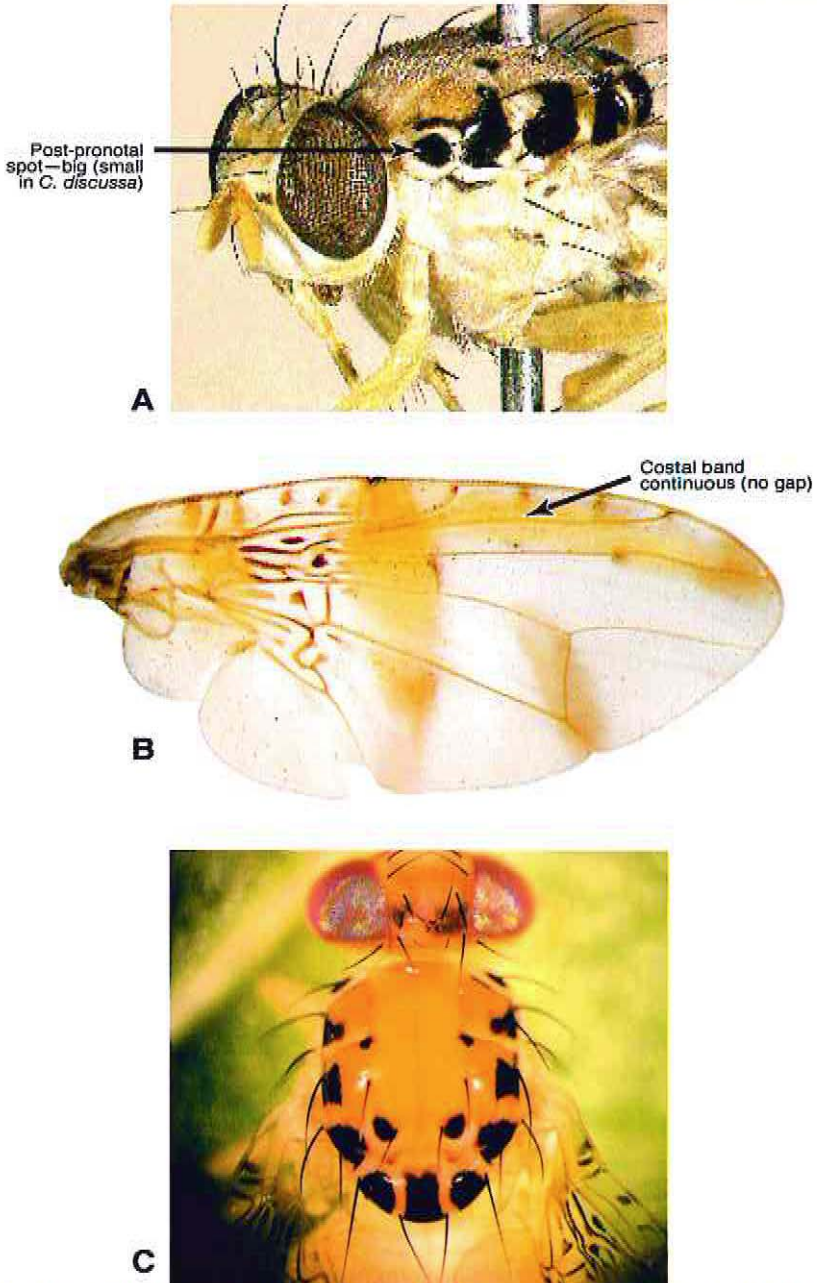 Post-pronotal
spot—big (small
in C. discussa)
A
Costal band
continuous (no gap)
B
C